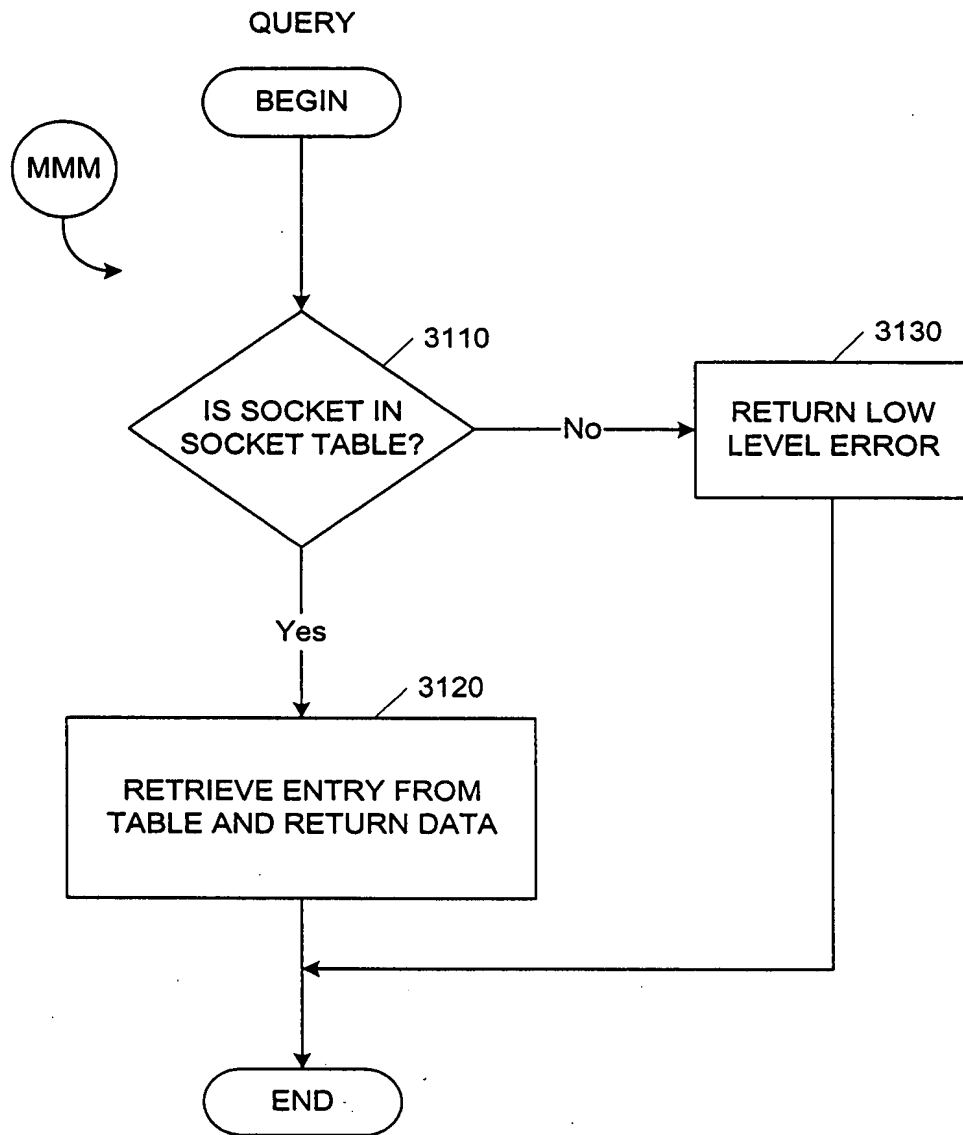 QUERY
BEGIN
MMM
3110
IS SOCKET IN
SOCKET TABLE?
No
3130
RETURN LOW
LEVEL ERROR
Yes
3120
RETRIEVE ENTRY FROM
TABLE AND RETURN DATA
END